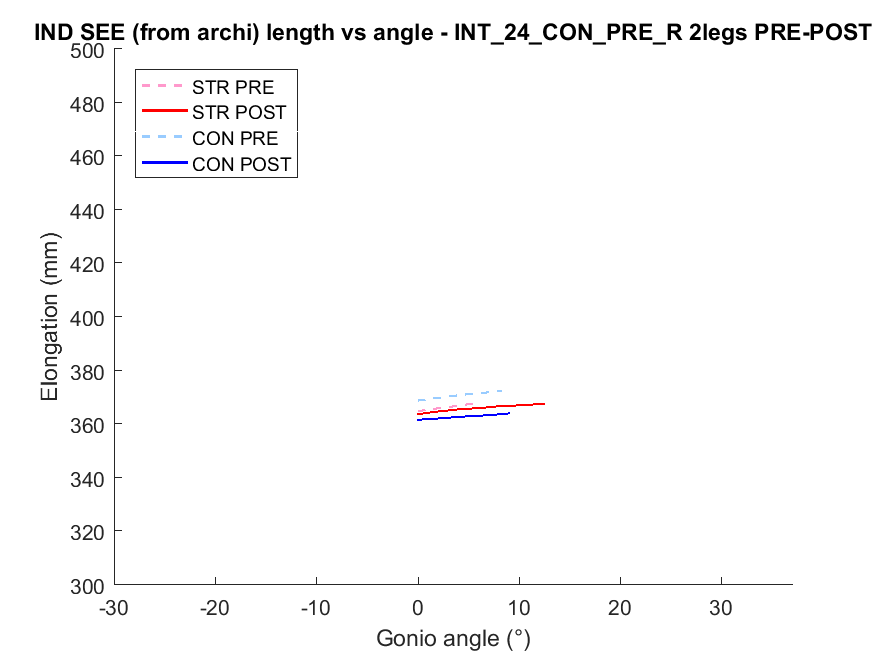 IND SEE (from archi) length vs angle - INT_24_CON_PRE_R 2legs PRE-POST
500
480
460
440
420
400
380
360
340
320
300
STR PRE
STR POST
CON PRE
CON POST
Elongation (mm)
-30
-20
-10
0
10
20
30
Gonio angle (°)